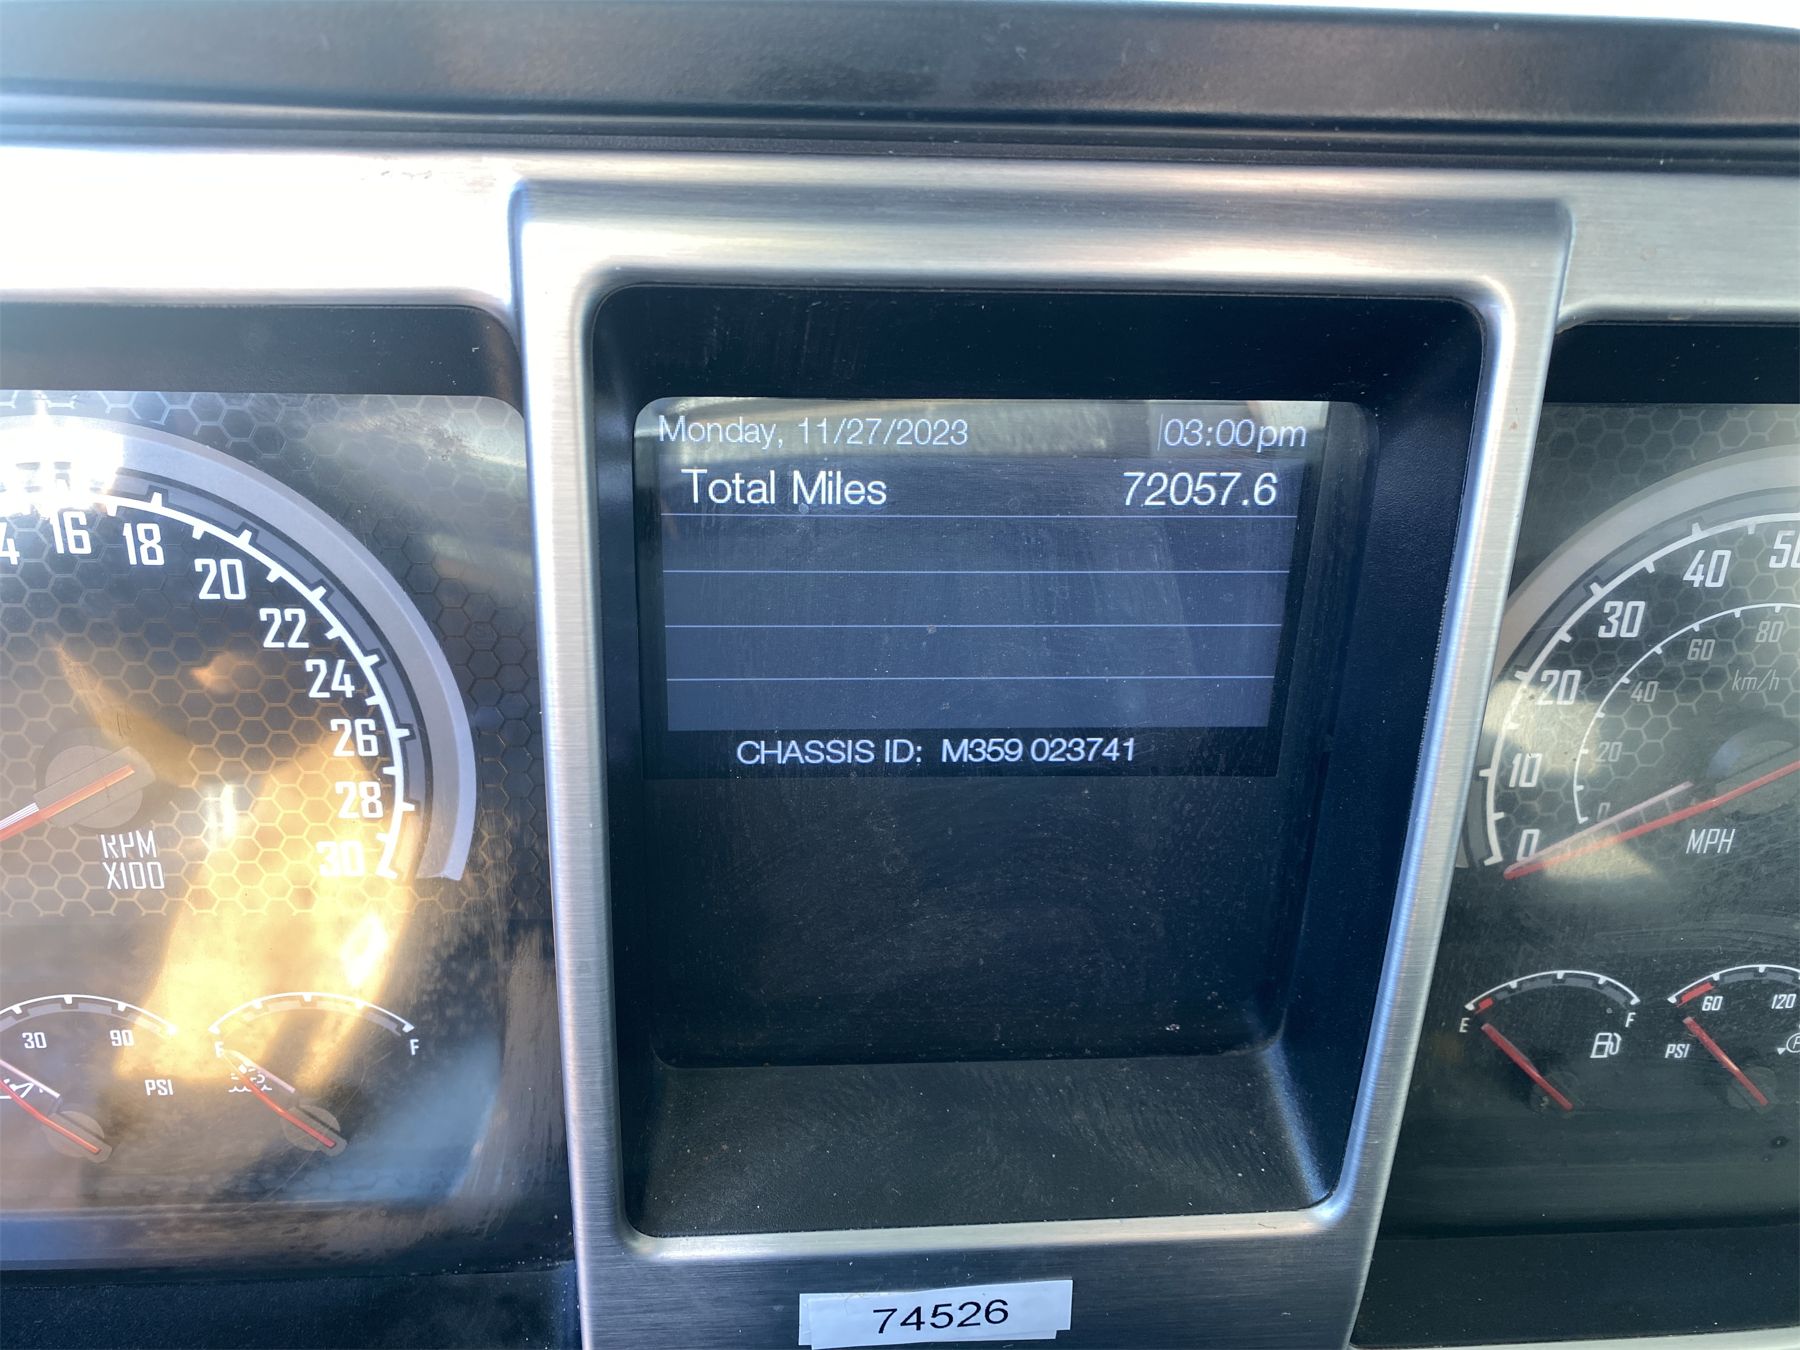 Monday, 11/27/2023 03:00pm
Total Miles 72057.6
CHASSIS ID: M359 023741
16 18 20 22 24 26 28 30
RPM
X100
30 90
PSI
E F
0 10 20 30 40
20 40 60 80
km/h
MPH
E F
60 120
PSI
74526